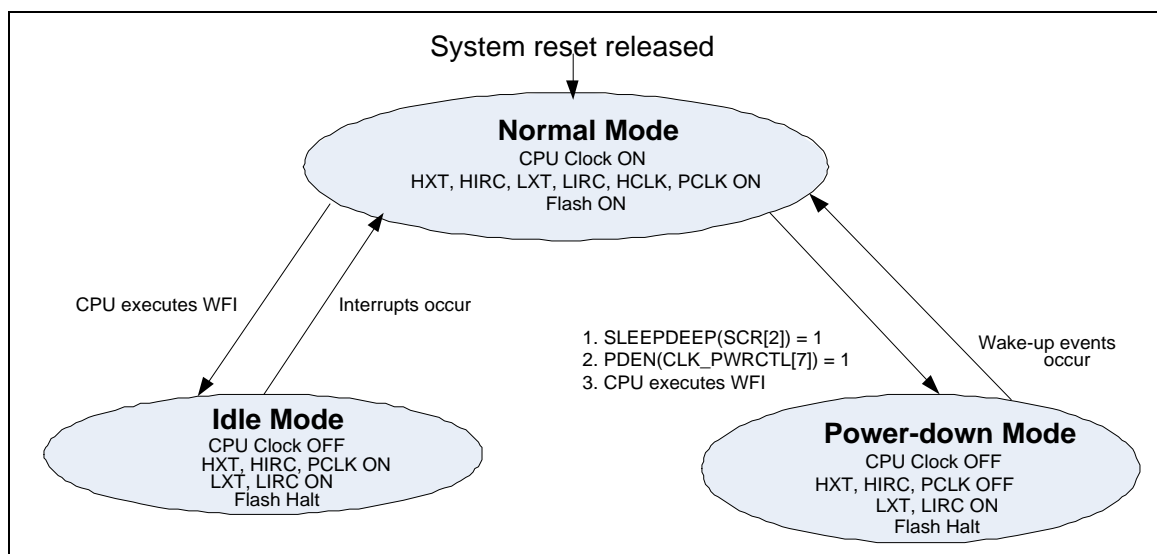 System reset released
Normal Mode
CPU Clock ON
HXT, HIRC, LXT, LIRC, HCLK, PCLK ON
Flash ON
CPU executes WFI
Interrupts occur
1. SLEEPDEEP(SCR[2]) = 1
2. PDEN(CLK_PWRCTL[7]) = 1
3. CPU executes WFI
Wake-up events
occur
Idle Mode
CPU Clock OFF
HXT, HIRC, PCLK ON
LXT, LIRC ON
Flash Halt
Power-down Mode
CPU Clock OFF
HXT, HIRC, PCLK OFF
LXT, LIRC ON
Flash Halt